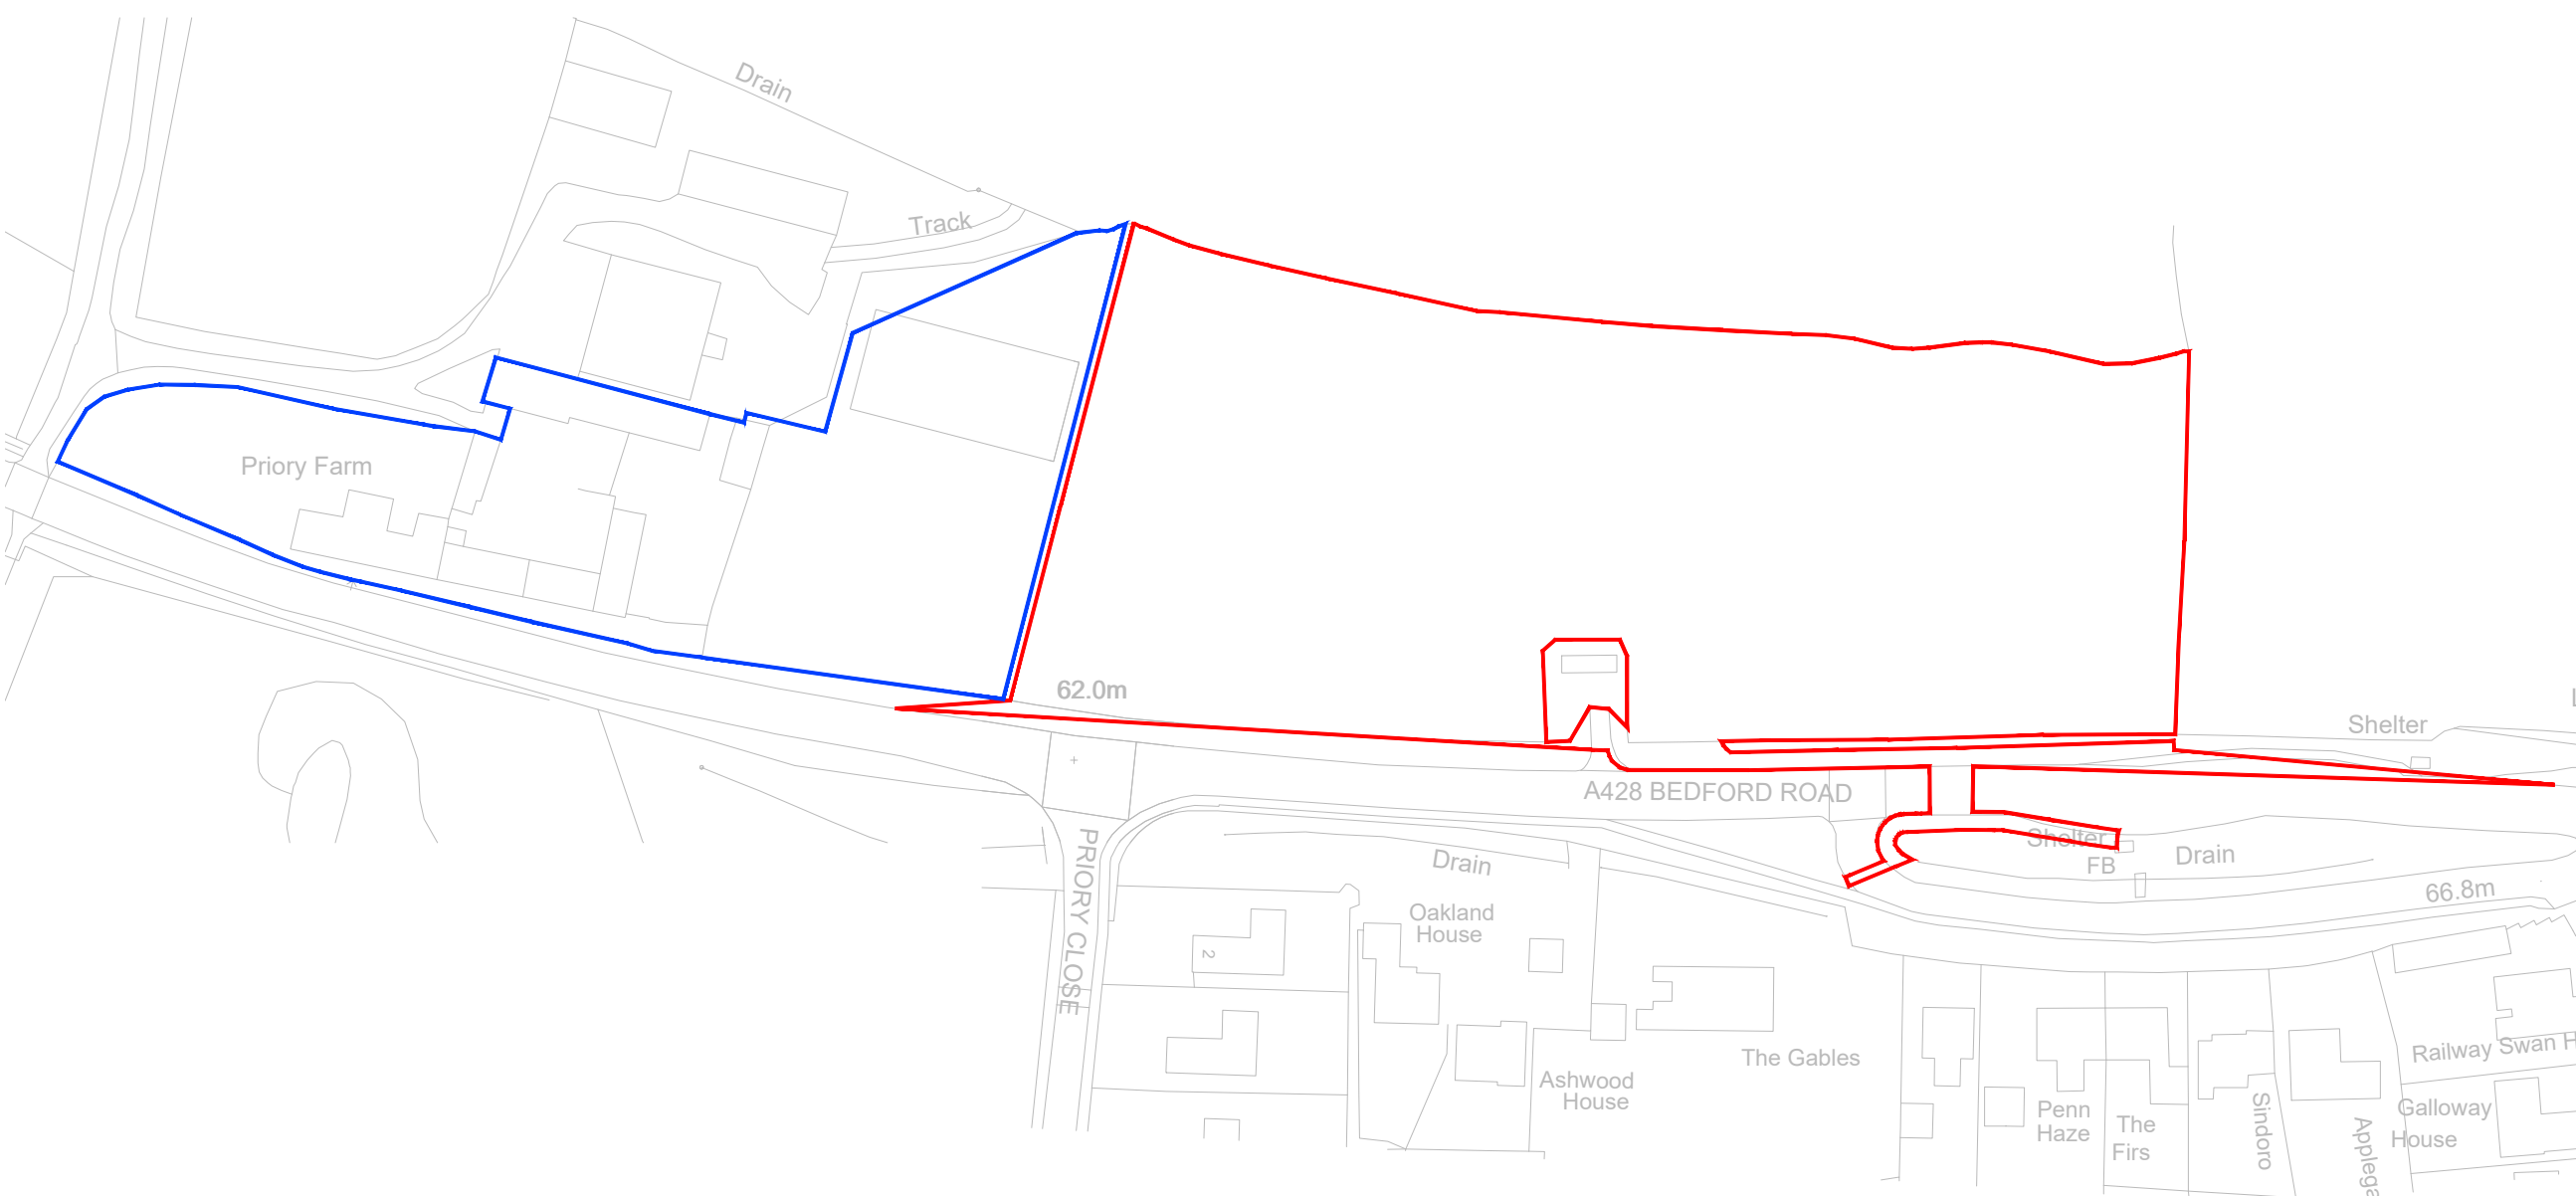 Drain
Track
Priory Farm
62.0m
Shelter
A428 BEDFORD ROAD
Shelter
FB
Drain
PRIORY CLOSE
Drain
66.8m
Oakland
House
2
The Gables
Railway Swan H
Ashwood
House
Penn
Haze
The
Firs
Sindoro
Applega
Galloway
House